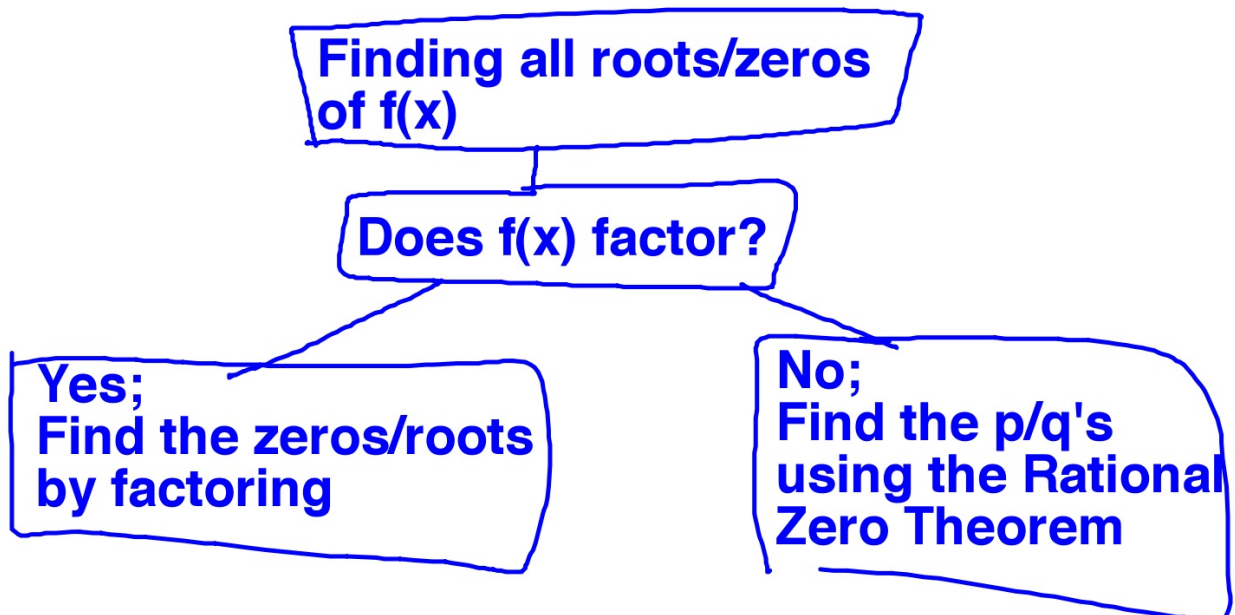 Finding all roots/zeros
of f(x)
Does f(x) factor?
Yes;
Find the zeros/roots
by factoring
No;
Find the p/q's
using the Rational
Zero Theorem